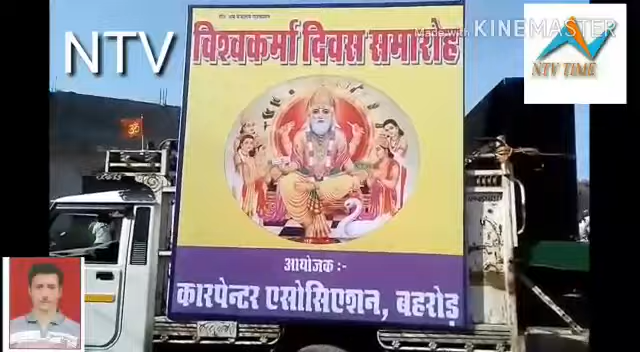 NTV
Made with KINEMASTER
NTV TIME
विश्वकर्मा दिवस समारोह
ॐ
आयोजक :-
कारपेन्टर एसोसिएशन, बहरोड़